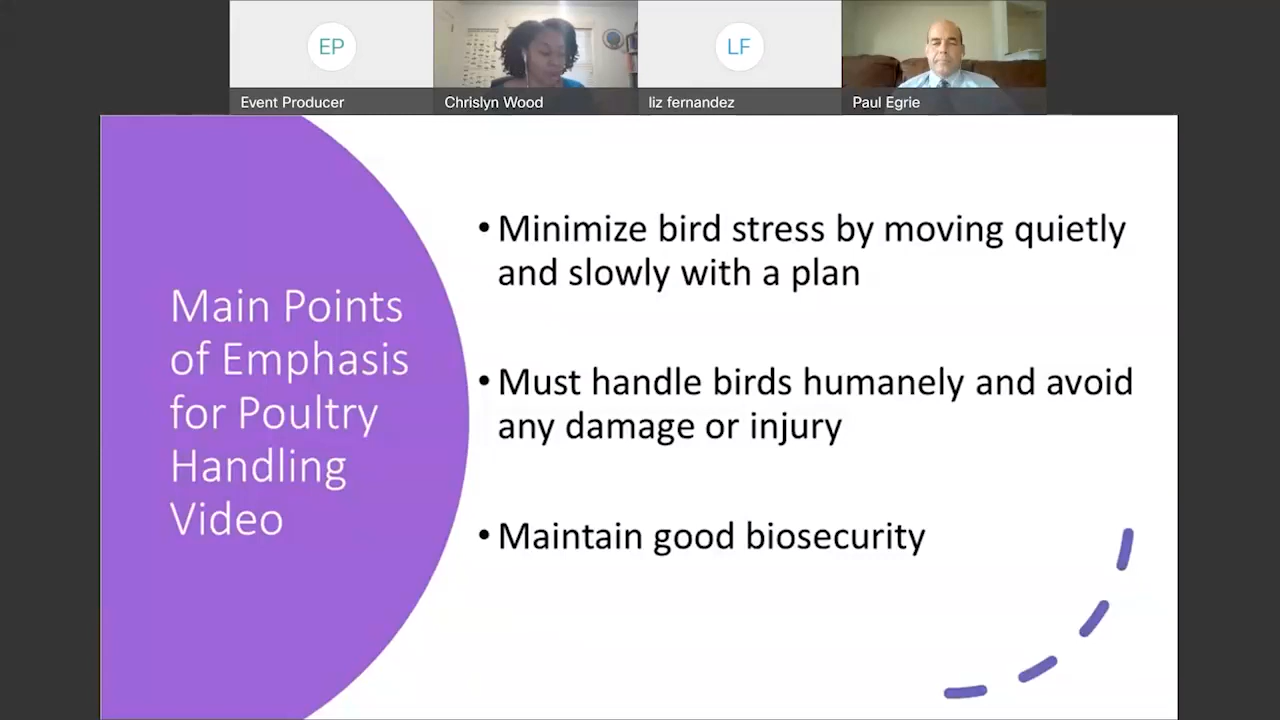 EP
LF
Event Producer
Chrislyn Wood
liz fernandez
Paul Egrie
Main Points
of Emphasis
for Poultry
Handling
Video
• Minimize bird stress by moving quietly
and slowly with a plan
• Must handle birds humanely and avoid
any damage or injury
• Maintain good biosecurity